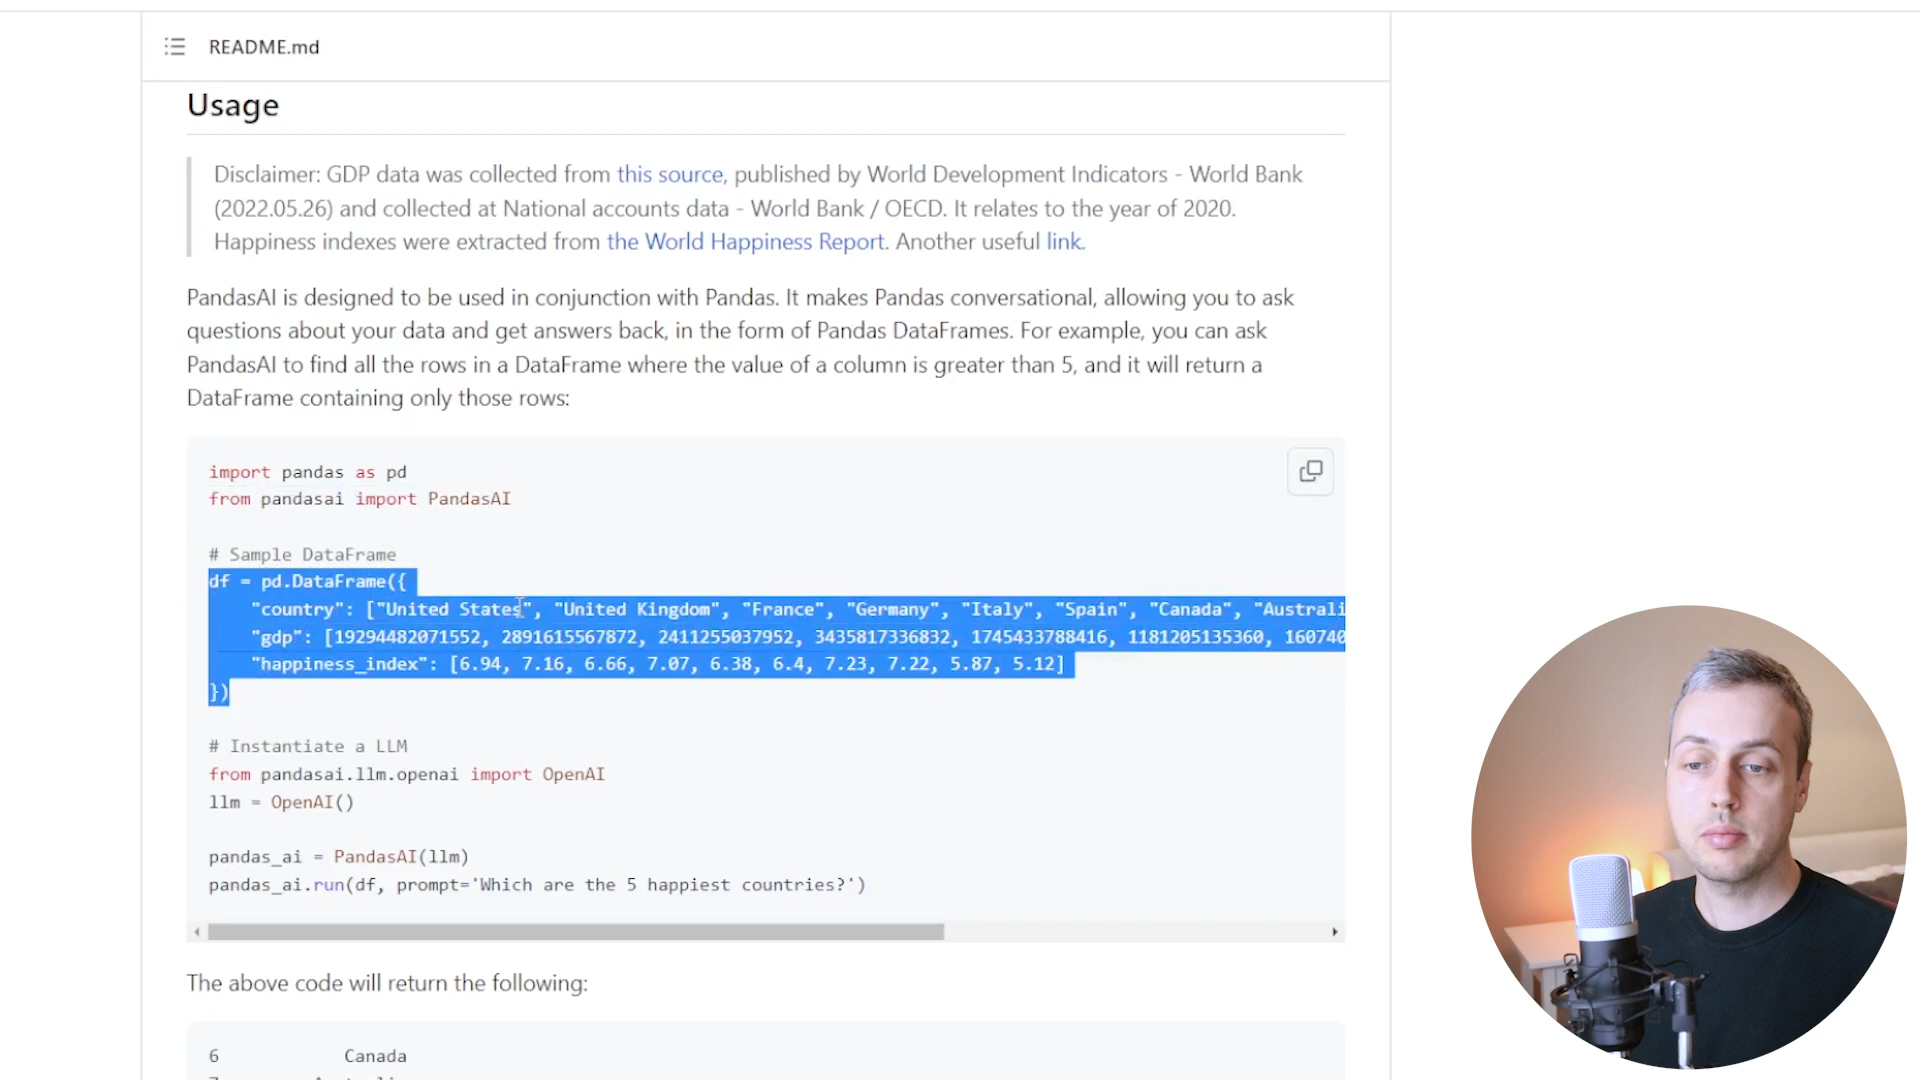 README.md
Usage
Disclaimer: GDP data was collected from this source, published by World Development Indicators - World Bank
(2022.05.26) and collected at National accounts data - World Bank / OECD. It relates to the year of 2020.
Happiness indexes were extracted from the World Happiness Report. Another useful link.
PandasAI is designed to be used in conjunction with Pandas. It makes Pandas conversational, allowing you to ask
questions about your data and get answers back, in the form of Pandas DataFrames. For example, you can ask
PandasAI to find all the rows in a DataFrame where the value of a column is greater than 5, and it will return a
DataFrame containing only those rows:
import pandas as pd
from pandasai import PandasAI
# Sample DataFrame
df = pd.DataFrame({
"country": ["United States", "United Kingdom", "France", "Germany", "Italy", "Spain", "Canada", "Australi
"gdp": [19294482071552, 2891615567872, 2411255037952, 3435817336832, 1745433788416, 1181205135360, 160740
"happiness_index": [6.94, 7.16, 6.66, 7.07, 6.38, 6.4, 7.23, 7.22, 5.87, 5.12]
})
# Instantiate a LLM
from pandasai.llm.openai import OpenAI
llm = OpenAI()
pandas_ai = PandasAI(llm)
pandas_ai.run(df, prompt='Which are the 5 happiest countries?')
The above code will return the following:
6 Canada